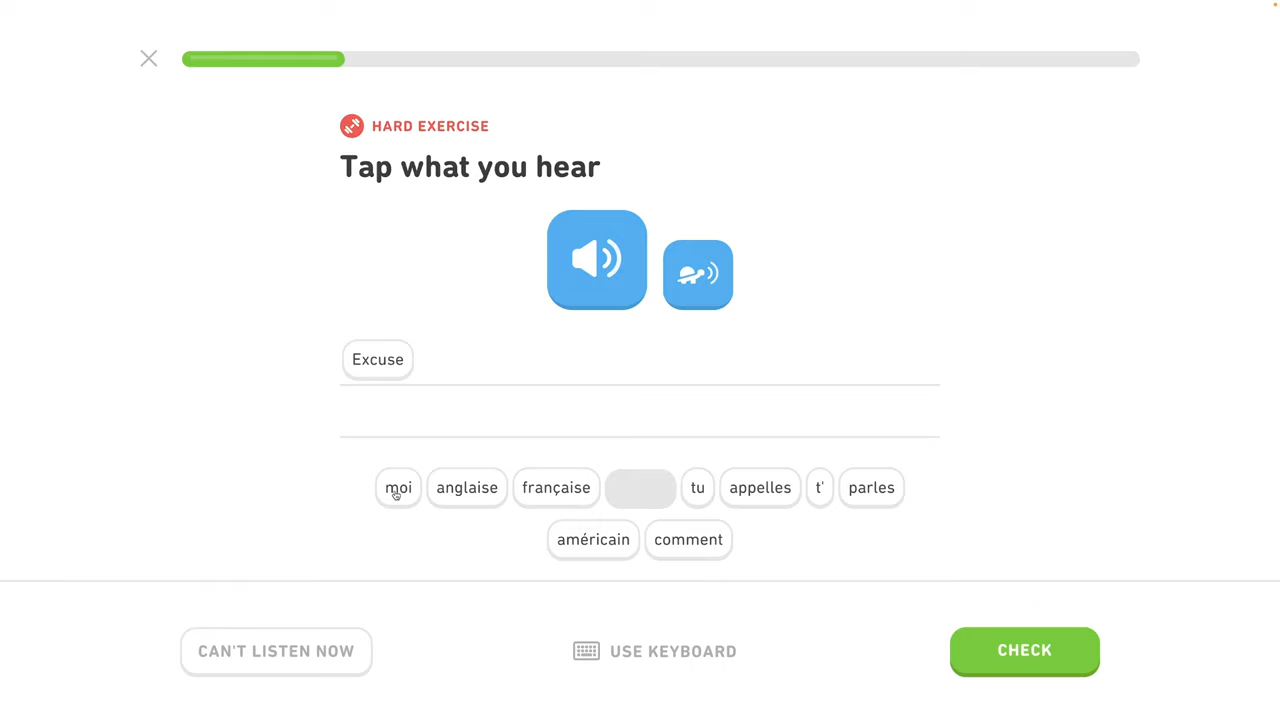 HARD EXERCISE
Tap what you hear
Excuse
moi anglaise française tu appelles t' parles
américain comment
CAN'T LISTEN NOW USE KEYBOARD CHECK